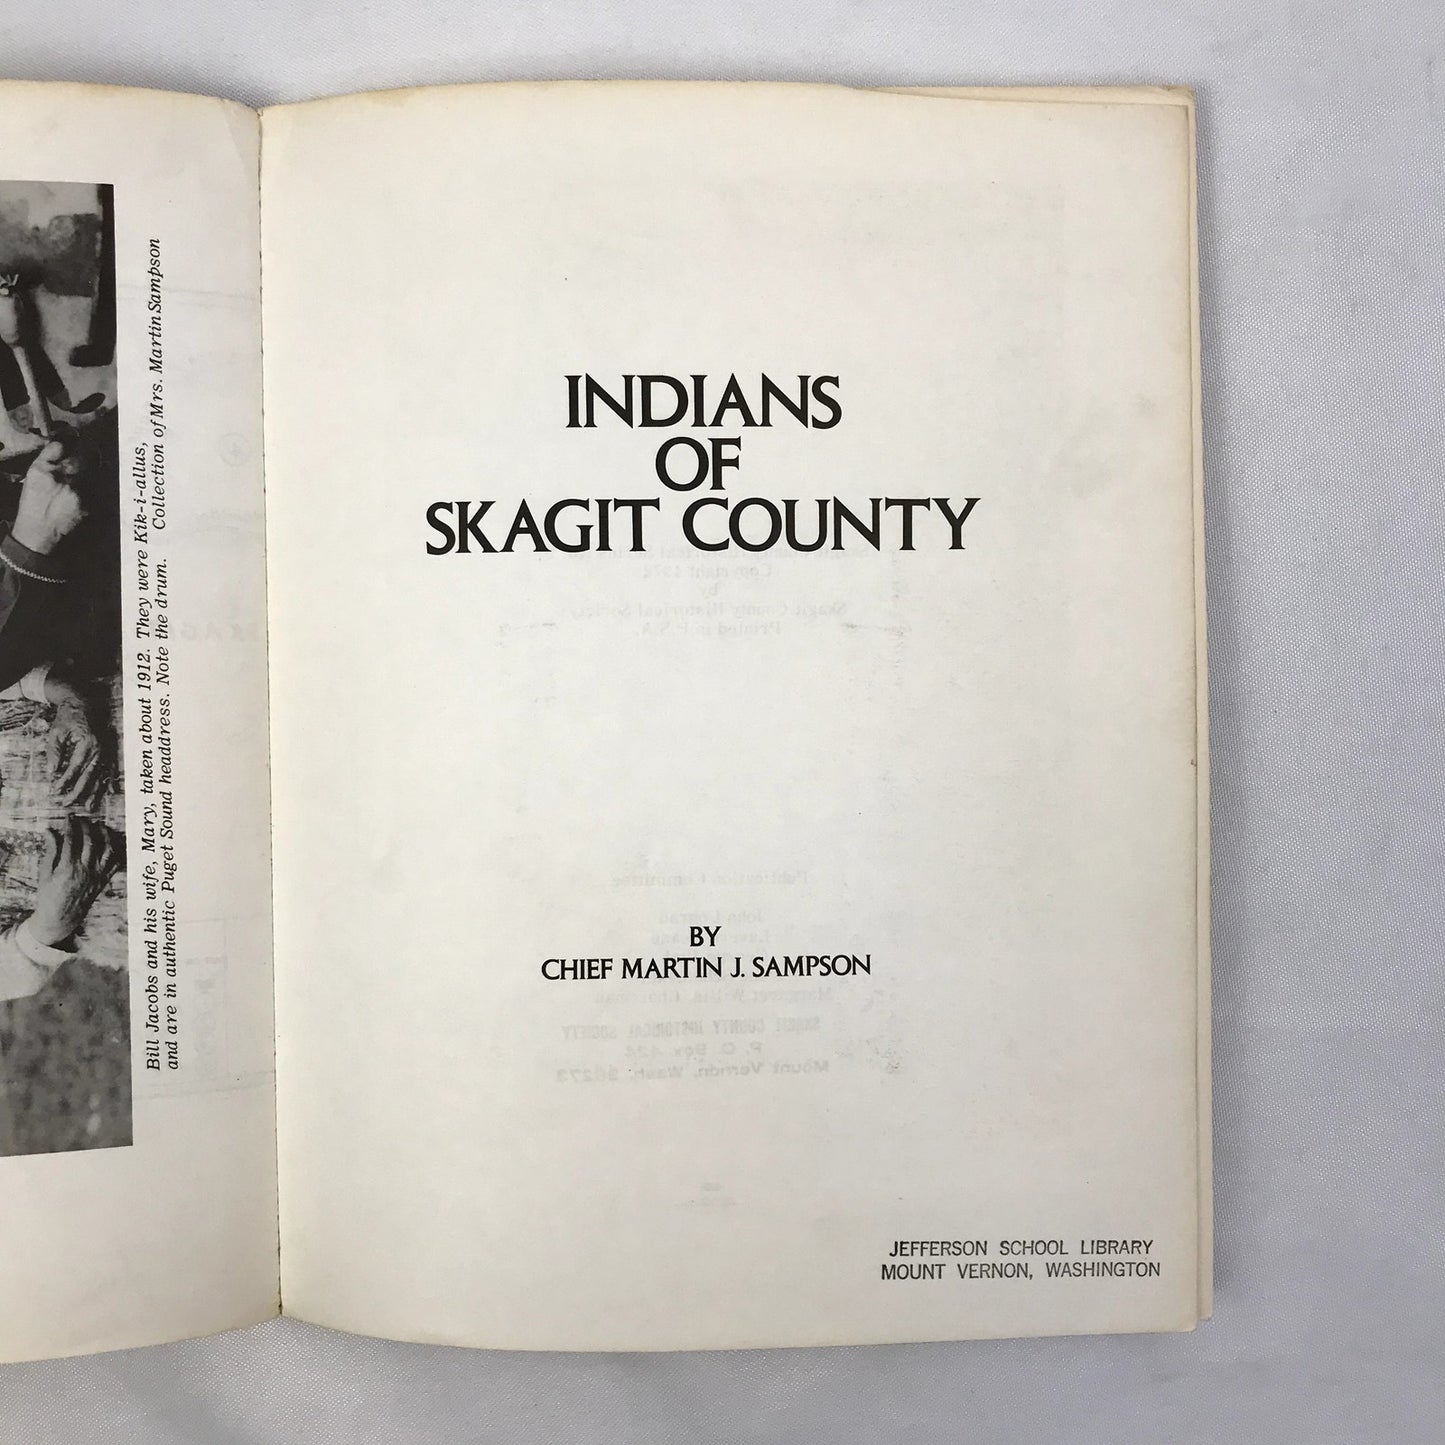 Bill Jacobs and his wife, Mary, taken about 1912. They were Kik-i-allus,
and are in authentic Puget Sound headdress. Note the drum. Collection of Mrs. Martin Sampson
INDIANS
OF
SKAGIT COUNTY
BY
CHIEF MARTIN J. SAMPSON
JEFFERSON SCHOOL LIBRARY
MOUNT VERNON, WASHINGTON